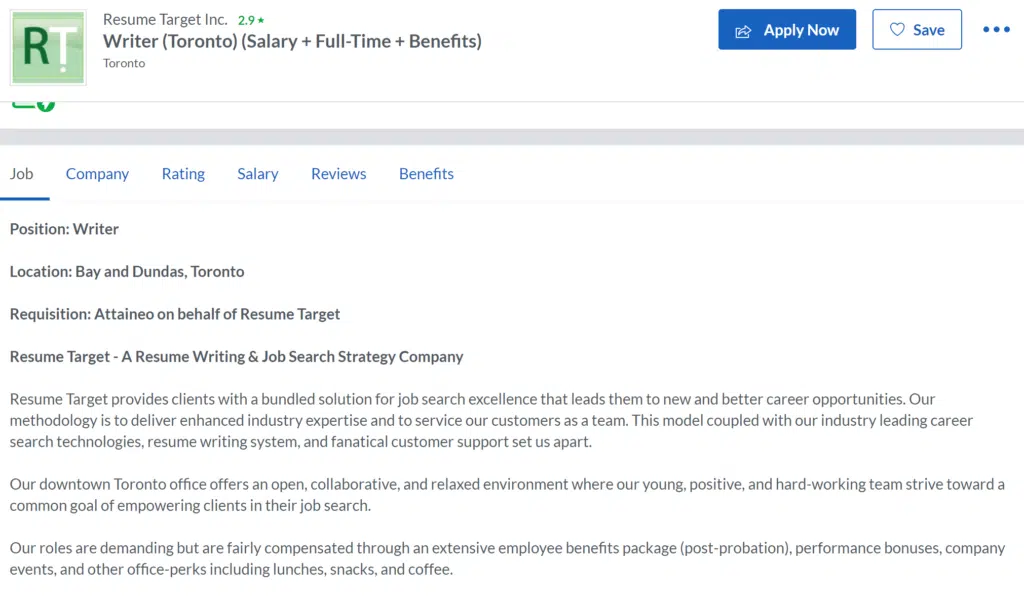 RT
Resume Target Inc. 2.9 ★
Writer (Toronto) (Salary + Full-Time + Benefits)
Toronto
Apply Now
Save
Job Company Rating Salary Reviews Benefits
Position: Writer
Location: Bay and Dundas, Toronto
Requisition: Attaineo on behalf of Resume Target
Resume Target - A Resume Writing & Job Search Strategy Company
Resume Target provides clients with a bundled solution for job search excellence that leads them to new and better career opportunities. Our
methodology is to deliver enhanced industry expertise and to service our customers as a team. This model coupled with our industry leading career
search technologies, resume writing system, and fanatical customer support set us apart.
Our downtown Toronto office offers an open, collaborative, and relaxed environment where our young, positive, and hard-working team strive toward a
common goal of empowering clients in their job search.
Our roles are demanding but are fairly compensated through an extensive employee benefits package (post-probation), performance bonuses, company
events, and other office-perks including lunches, snacks, and coffee.